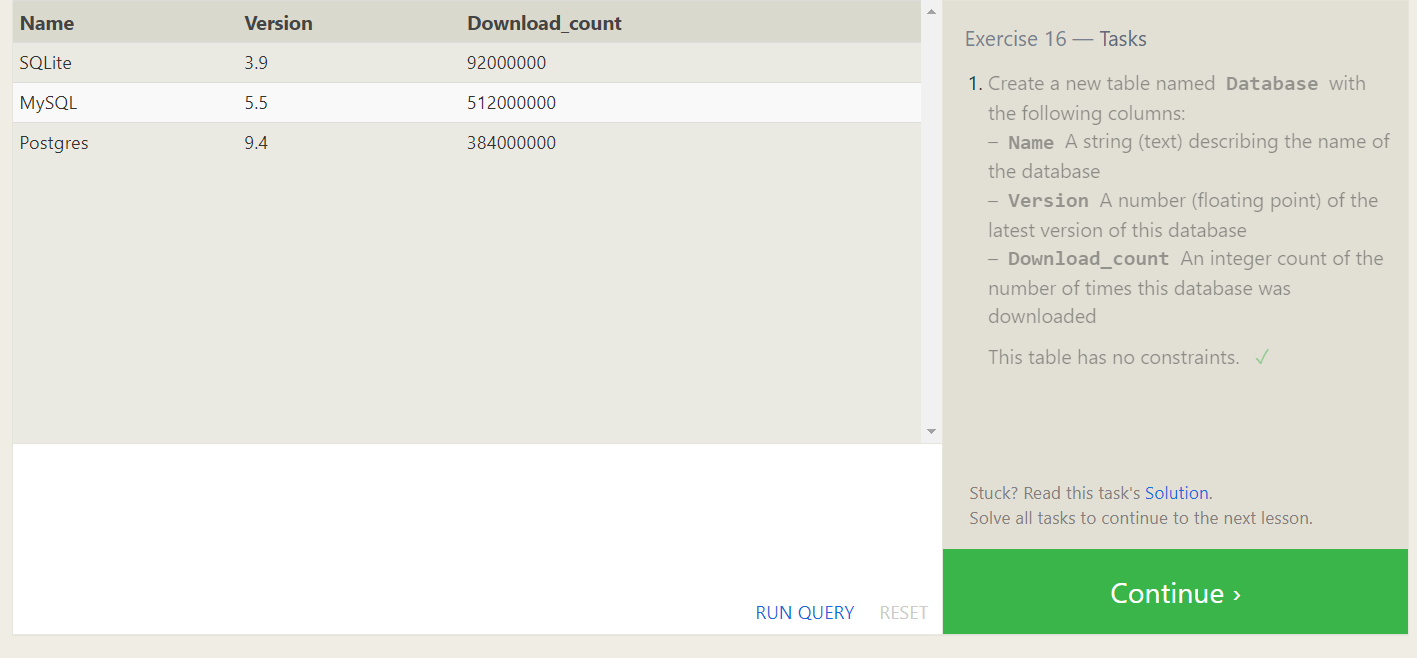 Name Version Download_count
SQLite 3.9 92000000
MySQL 5.5 512000000
Postgres 9.4 384000000
RUN QUERY RESET
Exercise 16 — Tasks
1. Create a new table named Database with
the following columns:
– Name A string (text) describing the name of
the database
– Version A number (floating point) of the
latest version of this database
– Download_count An integer count of the
number of times this database was
downloaded
This table has no constraints. ✓
Stuck? Read this task's Solution.
Solve all tasks to continue to the next lesson.
Continue ›